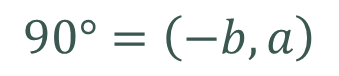 90° = (−b, a)